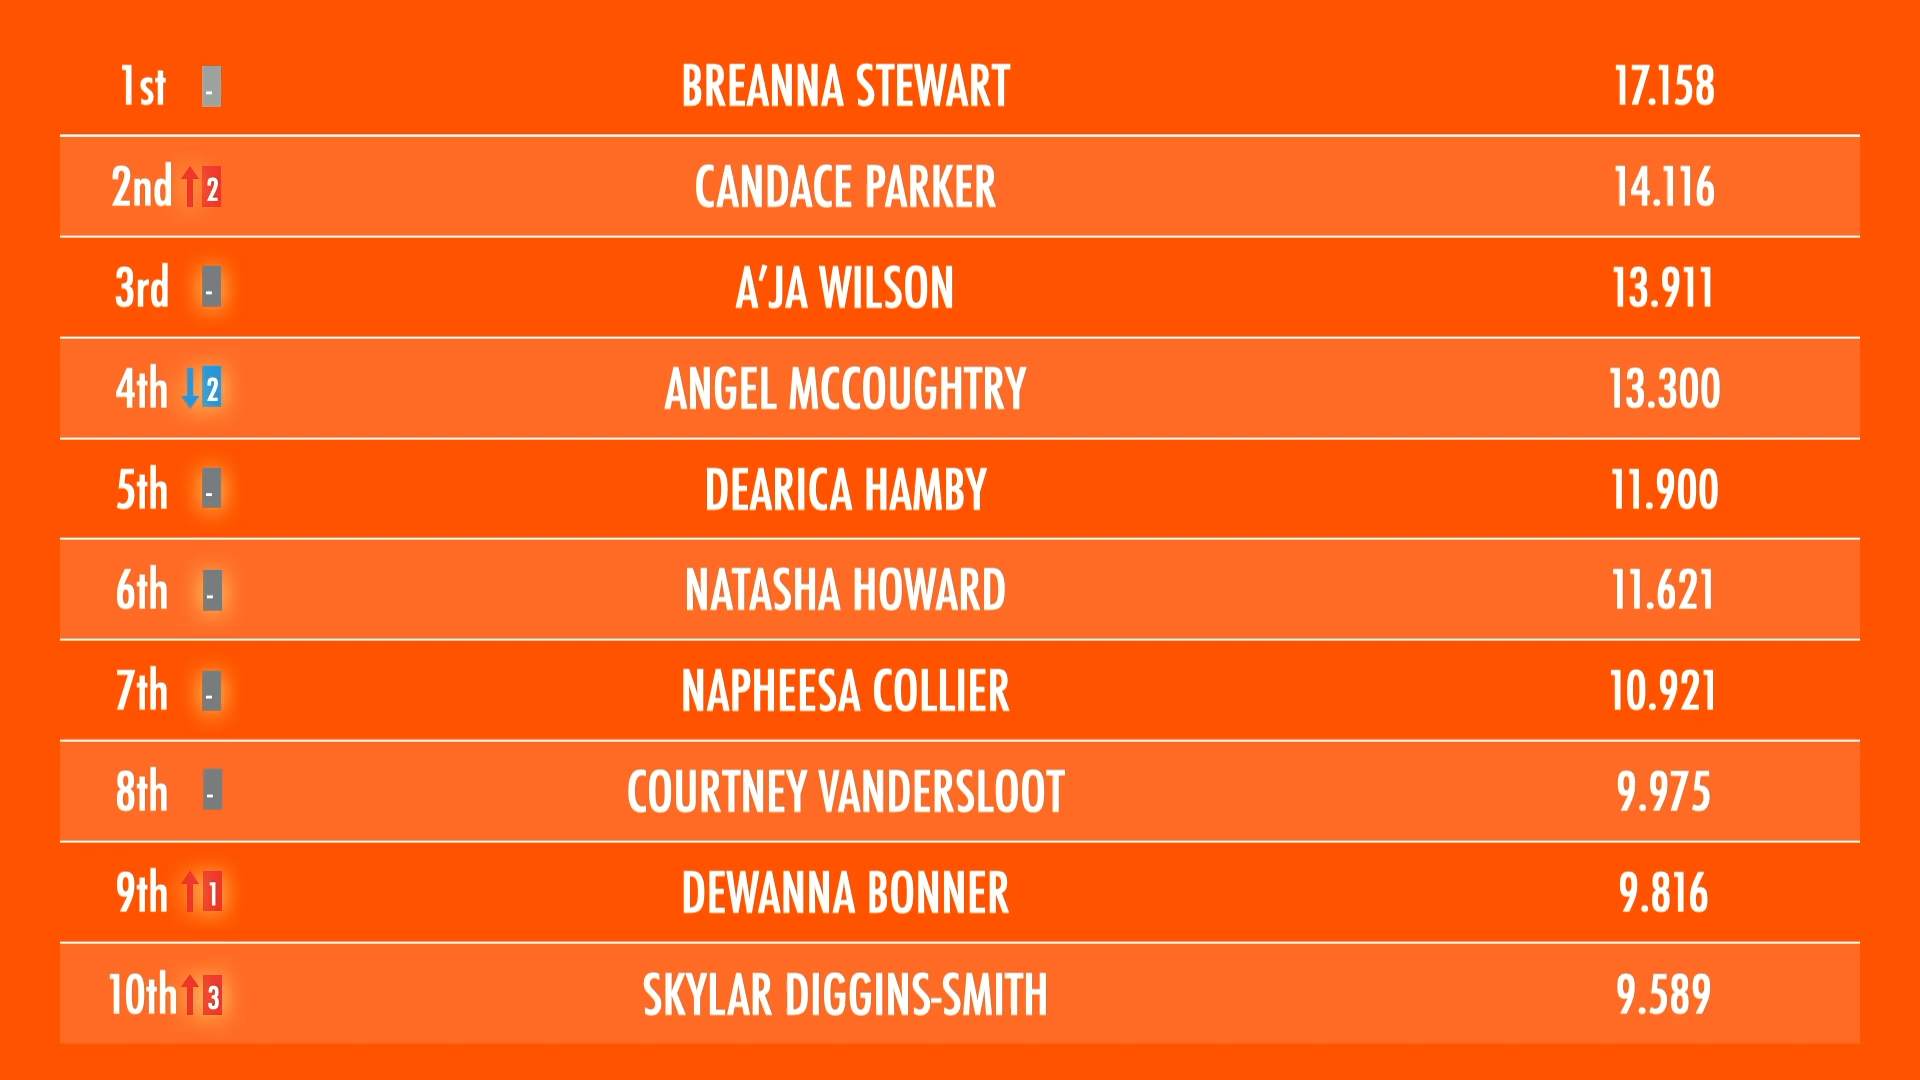 1st - BREANNA STEWART 17.158
2nd 2 CANDACE PARKER 14.116
3rd - A'JA WILSON 13.911
4th 2 ANGEL MCCOUGHTRY 13.300
5th - DEARICA HAMBY 11.900
6th - NATASHA HOWARD 11.621
7th - NAPHEESA COLLIER 10.921
8th - COURTNEY VANDERSLOOT 9.975
9th 1 DEWANNA BONNER 9.816
10th 3 SKYLAR DIGGINS-SMITH 9.589